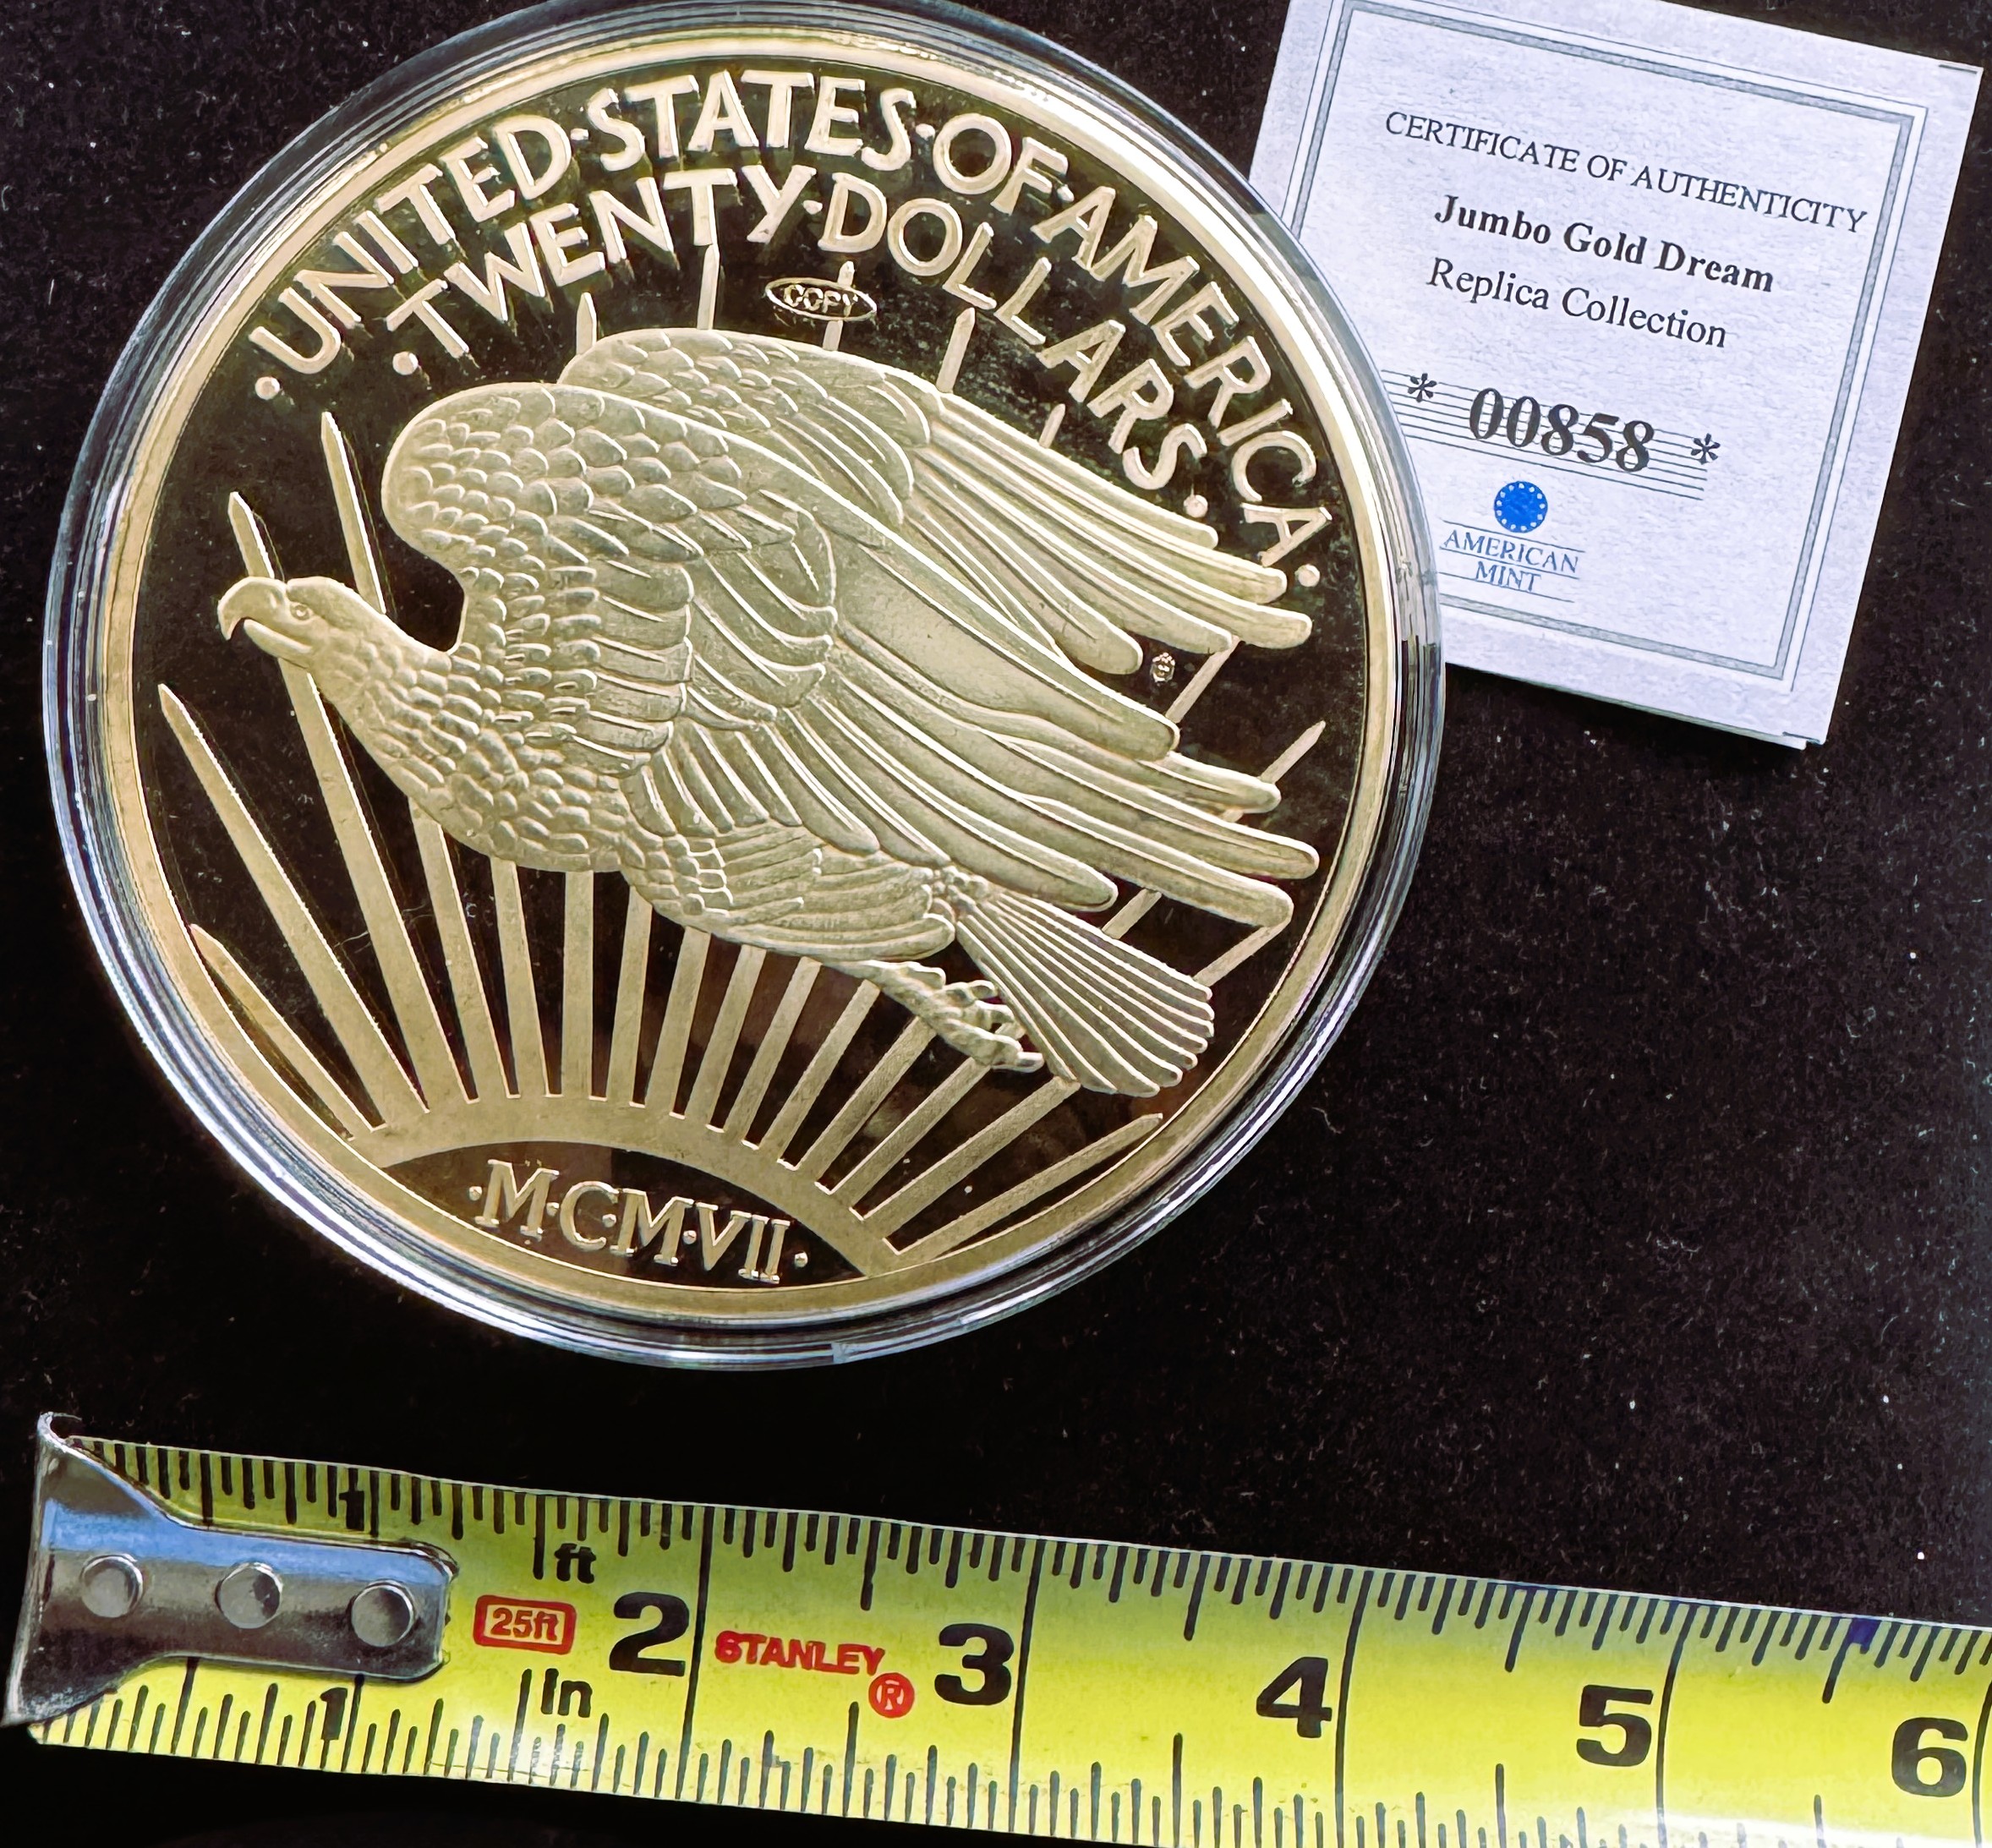 UNITED·STATES·OF·AMERICA
·TWENTY·DOLLARS·
COPY
·M·C·M·VII·
CERTIFICATE OF AUTHENTICITY
Jumbo Gold Dream
Replica Collection
* 00858 *
AMERICAN
MINT
1
ft
25ft
in
1
2
STANLEY®
3
4
5
6